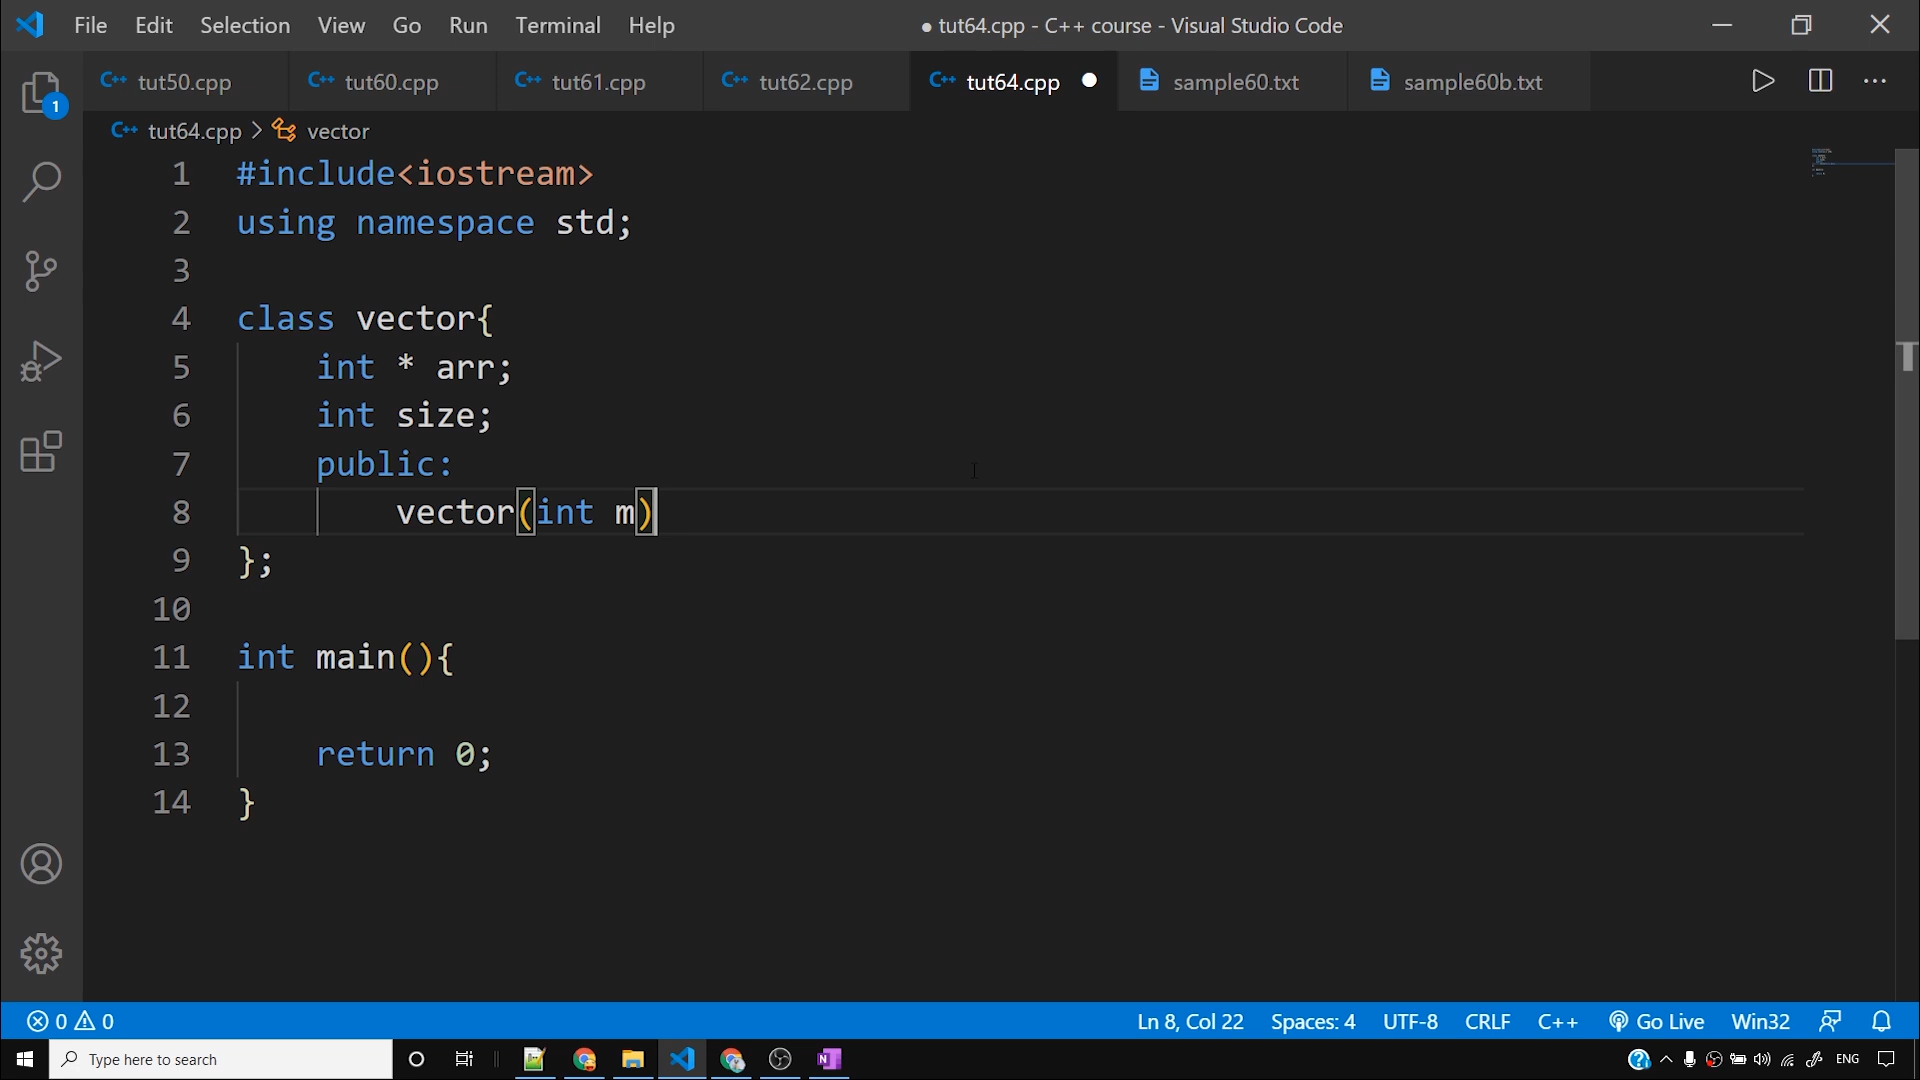 File Edit Selection View Go Run Terminal Help ● tut64.cpp - C++ course - Visual Studio Code
C++ tut50.cpp C++ tut60.cpp C++ tut61.cpp C++ tut62.cpp C++ tut64.cpp ● sample60.txt sample60b.txt
1
C++ tut64.cpp > vector
1 #include<iostream>
2 using namespace std;
3
4 class vector{
5 int * arr;
6 int size;
7 public:
8 vector(int m)
9 };
10
11 int main(){
12
13 return 0;
14 }
0 0 Ln 8, Col 22 Spaces: 4 UTF-8 CRLF C++ Go Live Win32
Type here to search N ENG